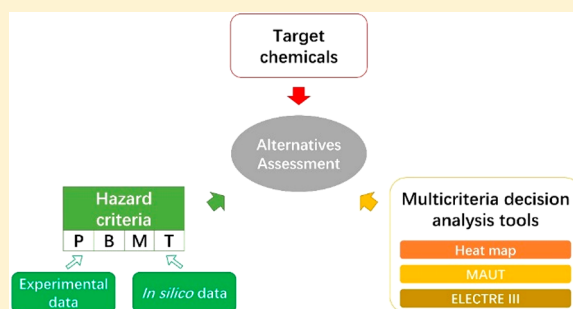 Target
chemicals
Alternatives
Assessment
Hazard
criteria
P B M T
Experimental
data
In silico data
Multicriteria decision
analysis tools
Heat map
MAUT
ELECTRE III